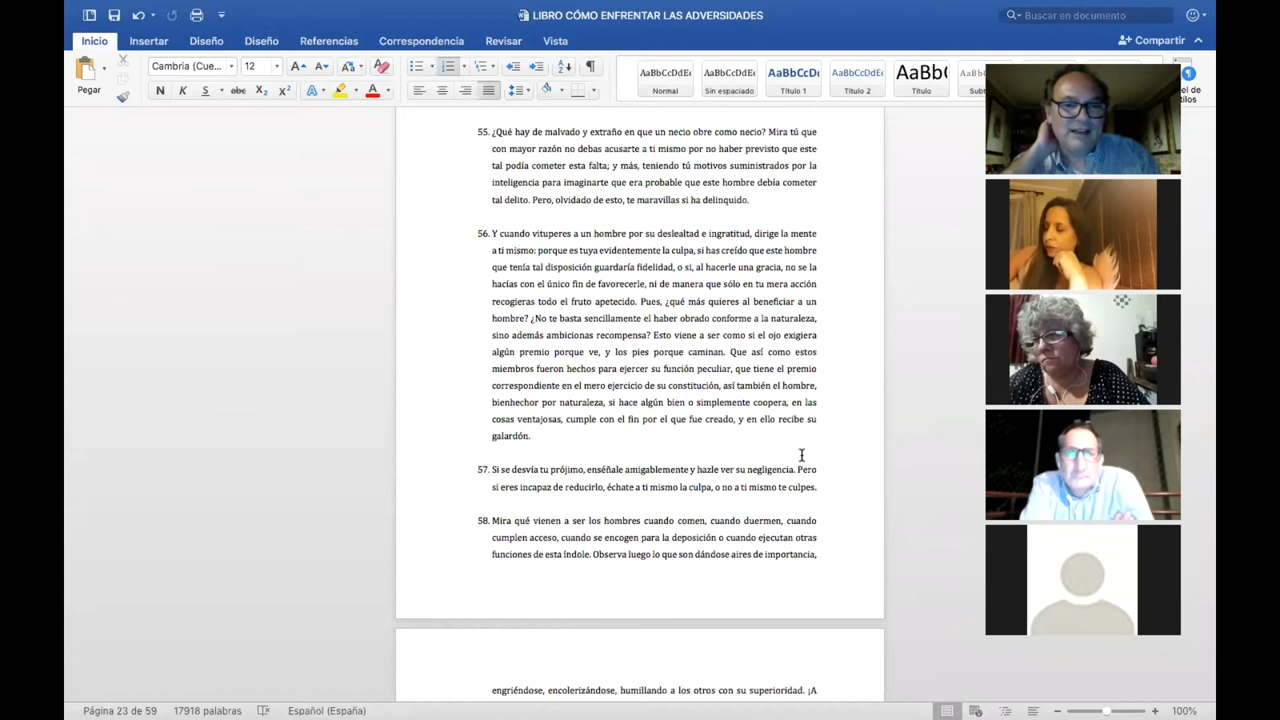 LIBRO CÓMO ENFRENTAR LAS ADVERSIDADES
Buscar en documento
Inicio Insertar Diseño Diseño Referencias Correspondencia Revisar Vista
Compartir
Pegar
Cambria (Cue... 12
N K S abc X₂ X² A A
AaBbCcDdEe AaBbCcDdEe AaBbCcDc AaBbCcDdEe AaBbC
Normal Sin espaciado Título 1 Título 2 Título
55. ¿Qué hay de malvado y extraño en que un necio obre como necio? Mira tú que
con mayor razón no debas acusarte a ti mismo por no haber previsto que este
tal podía cometer esta falta; y más, teniendo tú motivos suministrados por la
inteligencia para imaginarte que era probable que este hombre debía cometer
tal delito. Pero, olvidado de esto, te maravillas si ha delinquido.
56. Y cuando vituperes a un hombre por su deslealtad e ingratitud, dirige la mente
a ti mismo: porque es tuya evidentemente la culpa, si has creído que este hombre
que tenía tal disposición guardaría fidelidad, o si, al hacerle una gracia, no se la
hacías con el único fin de favorecerle, ni de manera que sólo en tu mera acción
recogieras todo el fruto apetecido. Pues, ¿qué más quieres al beneficiar a un
hombre? ¿No te basta sencillamente el haber obrado conforme a la naturaleza,
sino además ambicionas recompensa? Esto viene a ser como si el ojo exigiera
algún premio porque ve, y los pies porque caminan. Que así como estos
miembros fueron hechos para ejercer su función peculiar, que tiene el premio
correspondiente en el mero ejercicio de su constitución, así también el hombre,
bienhechor por naturaleza, si hace algún bien o simplemente coopera, en las
cosas ventajosas, cumple con el fin por el que fue creado, y en ello recibe su
galardón.
57. Si se desvía tu prójimo, enséñale amigablemente y hazle ver su negligencia. Pero
si eres incapaz de reducirlo, échate a ti mismo la culpa, o no a ti mismo te culpes.
58. Mira qué vienen a ser los hombres cuando comen, cuando duermen, cuando
cumplen acceso, cuando se encogen para la deposición o cuando ejecutan otras
funciones de esta índole. Observa luego lo que son dándose aires de importancia,
engriéndose, encolerizándose, humillando a los otros con su superioridad. ¡A
Página 23 de 59 17918 palabras Español (España) 100%